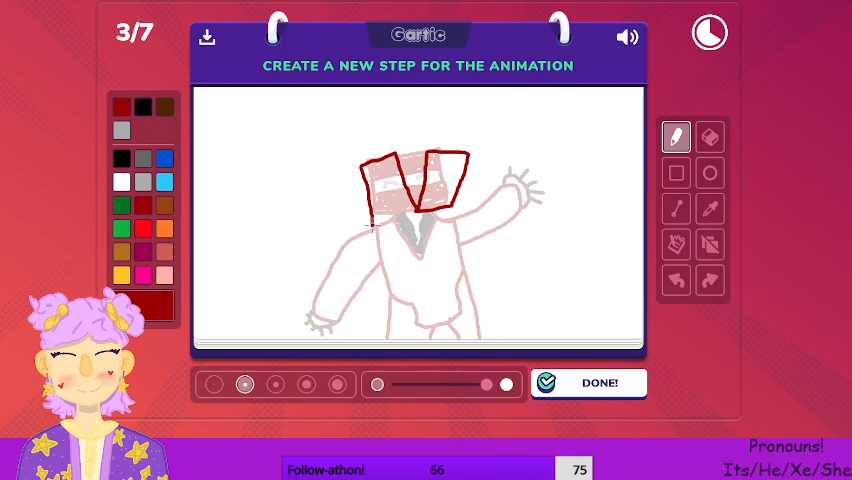 3/7
Gartic
CREATE A NEW STEP FOR THE ANIMATION
DONE!
Pronouns!
Its/He/Xe/She
Follow-athon! 66 75